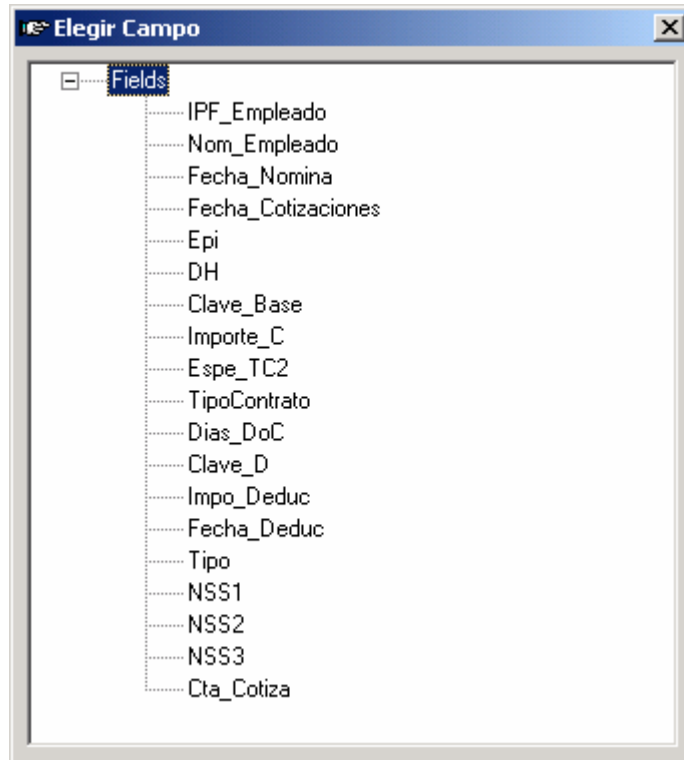 Elegir Campo
Fields
IPF_Empleado
Nom_Empleado
Fecha_Nomina
Fecha_Cotizaciones
Epi
DH
Clave_Base
Importe_C
Espe_TC2
TipoContrato
Dias_DoC
Clave_D
Impo_Deduc
Fecha_Deduc
Tipo
NSS1
NSS2
NSS3
Cta_Cotiza